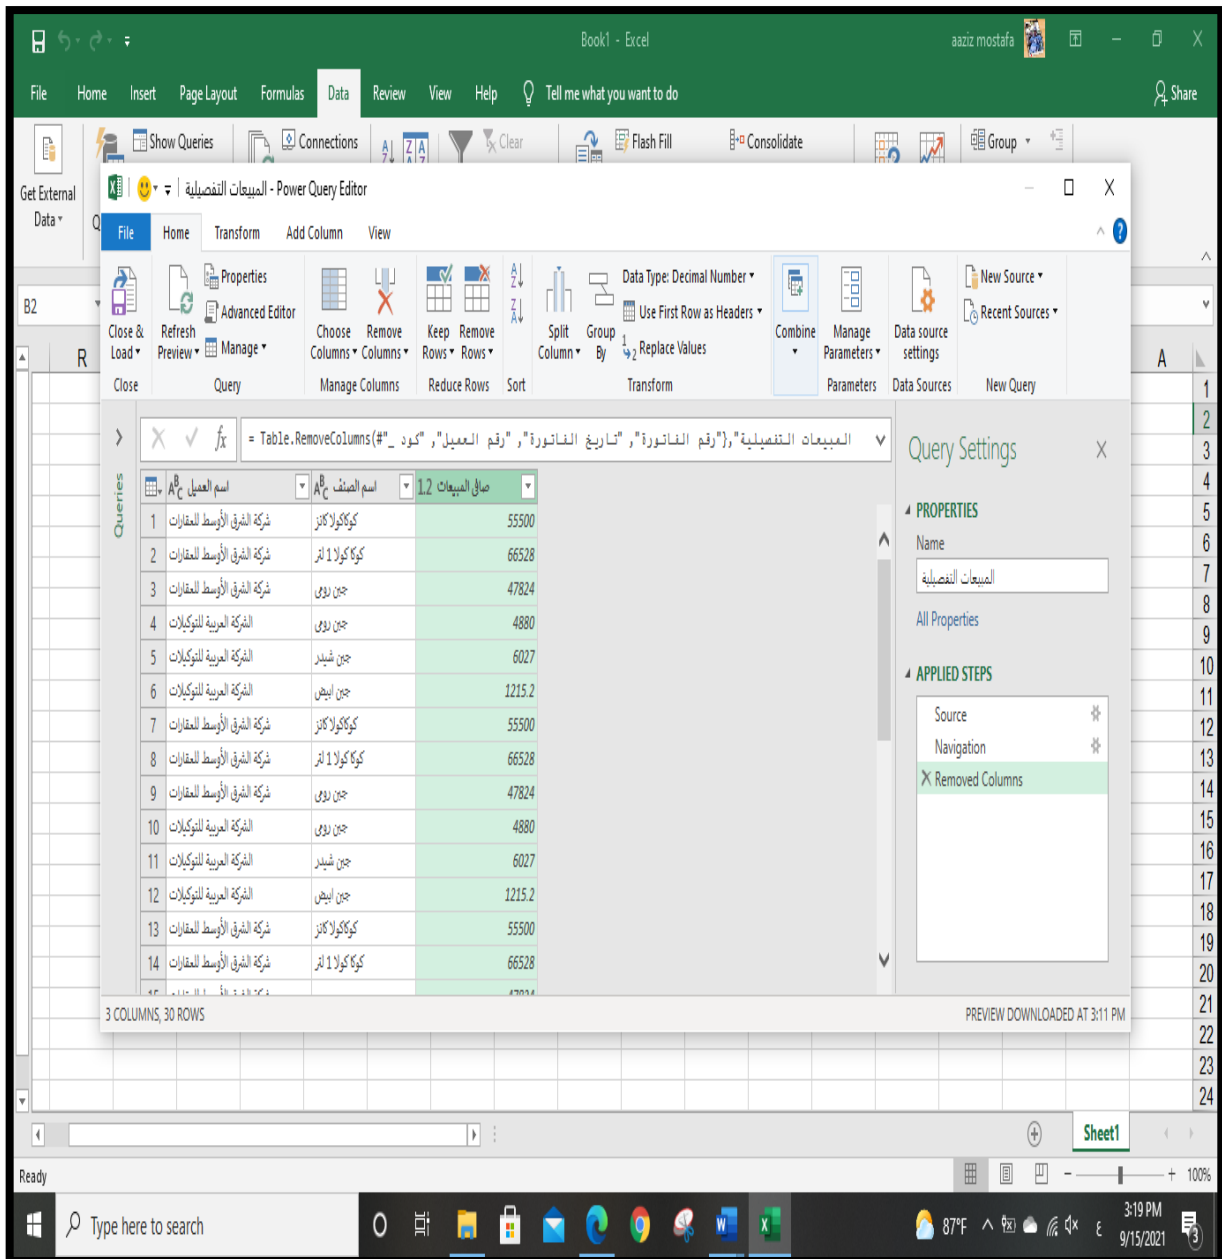 Book1 - Excel
aaziz mostafa
File Home Insert Page Layout Formulas Data Review View Help Tell me what you want to do Share
Show Queries
Connections
Clear
Flash Fill
Consolidate
Group
Get External Data
المبيعات التفصيلية - Power Query Editor
File Home Transform Add Column View
Close & Load
Refresh Preview
Properties
Advanced Editor
Manage
Choose Columns
Remove Columns
Keep Rows
Remove Rows
Split Column
Group By
Data Type: Decimal Number
Use First Row as Headers
Replace Values
Combine
Manage Parameters
Data source settings
New Source
Recent Sources
Close Query Manage Columns Reduce Rows Sort Transform Parameters Data Sources New Query
B2
R A
= Table.RemoveColumns(#"المبيعات التفصيلية",{"رقم الفاتورة", "تاريخ الفاتورة", "رقم العميل", "كود _
Queries
اسم العميل اسم الصنف 1.2 صافى المبيعات
1 شركة الشرق الأوسط للعقارات كوكاكولا كانز 55500
2 شركة الشرق الأوسط للعقارات كوكا كولا 1 لتر 66528
3 شركة الشرق الأوسط للعقارات جبن رومى 47824
4 الشركة العربية للتوكيلات جبن رومى 4880
5 الشركة العربية للتوكيلات جبن شيدر 6027
6 الشركة العربية للتوكيلات جبن ابيض 1215.2
7 شركة الشرق الأوسط للعقارات كوكاكولا كانز 55500
8 شركة الشرق الأوسط للعقارات كوكا كولا 1 لتر 66528
9 شركة الشرق الأوسط للعقارات جبن رومى 47824
10 الشركة العربية للتوكيلات جبن رومى 4880
11 الشركة العربية للتوكيلات جبن شيدر 6027
12 الشركة العربية للتوكيلات جبن ابيض 1215.2
13 شركة الشرق الأوسط للعقارات كوكاكولا كانز 55500
14 شركة الشرق الأوسط للعقارات كوكا كولا 1 لتر 66528
3 COLUMNS, 30 ROWS
PREVIEW DOWNLOADED AT 3:11 PM
Query Settings
PROPERTIES
Name
المبيعات التفصيلية
All Properties
APPLIED STEPS
Source
Navigation
Removed Columns
1
2
3
4
5
6
7
8
9
10
11
12
13
14
15
16
17
18
19
20
21
22
23
24
Sheet1
Ready
100%
Type here to search
87°F
ع
3:19 PM
9/15/2021
3